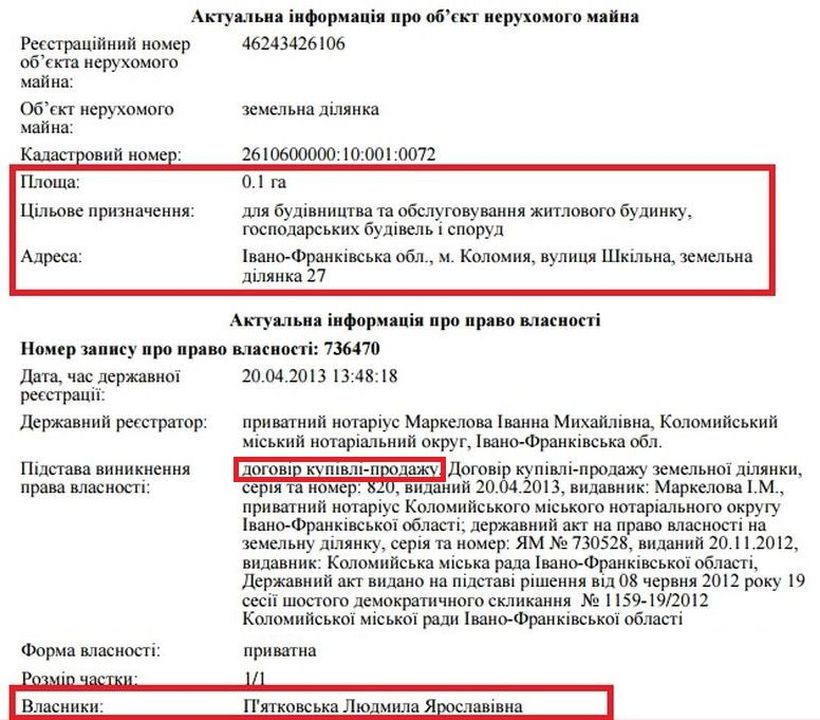 Актуальна інформація про об’єкт нерухомого майна
Реєстраційний номер 46243426106
об’єкта нерухомого
майна:
Об’єкт нерухомого земельна ділянка
майна:
Кадастровий номер: 2610600000:10:001:0072
Площа: 0.1 га
Цільове призначення: для будівництва та обслуговування житлового будинку,
господарських будівель і споруд
Адреса: Івано-Франківська обл., м. Коломия, вулиця Шкільна, земельна
ділянка 27
Актуальна інформація про право власності
Номер запису про право власності: 736470
Дата, час державної 20.04.2013 13:48:18
реєстрації:
Державний реєстратор: приватний нотаріус Маркелова Іванна Михайлівна, Коломийський
міський нотаріальний округ, Івано-Франківська обл.
Підстава виникнення договір купівлі-продажу, Договір купівлі-продажу земельної ділянки,
права власності: серія та номер: 820, виданий 20.04.2013, видавник: Маркелова І.М.,
приватний нотаріус Коломийського міського нотаріального округу
Івано-Франківської області; державний акт на право власності на
земельну ділянку, серія та номер: ЯМ № 730528, виданий 20.11.2012,
видавник: Коломийська міська рада Івано-Франківської області,
Державний акт видано на підставі рішення від 08 червня 2012 року 19
сесії шостого демократичного скликання № 1159-19/2012
Коломийської міської ради Івано-Франківської області
Форма власності: приватна
Розмір частки: 1/1
Власники: П'ятковська Людмила Ярославівна